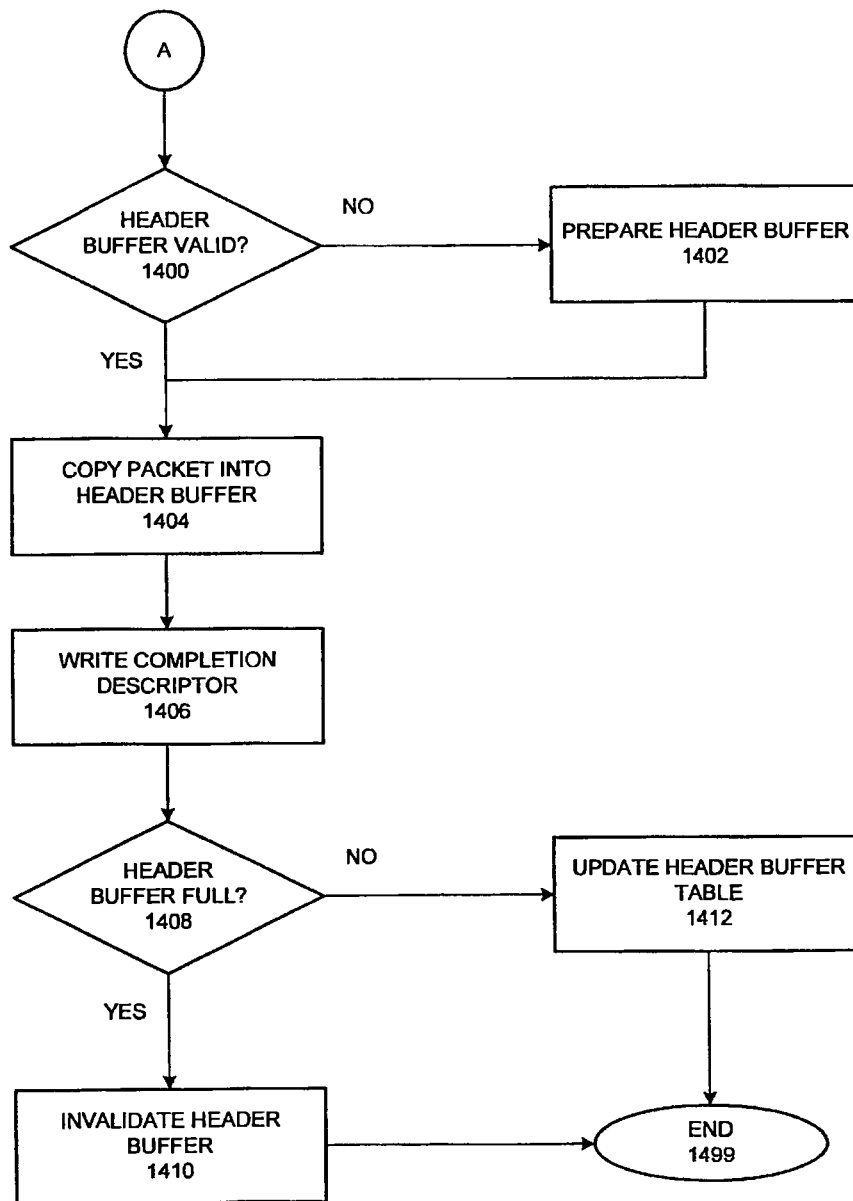 A
HEADER
BUFFER VALID?
1400
NO
PREPARE HEADER BUFFER
1402
YES
COPY PACKET INTO
HEADER BUFFER
1404
WRITE COMPLETION
DESCRIPTOR
1406
HEADER
BUFFER FULL?
1408
NO
UPDATE HEADER BUFFER
TABLE
1412
YES
INVALIDATE HEADER
BUFFER
1410
END
1499